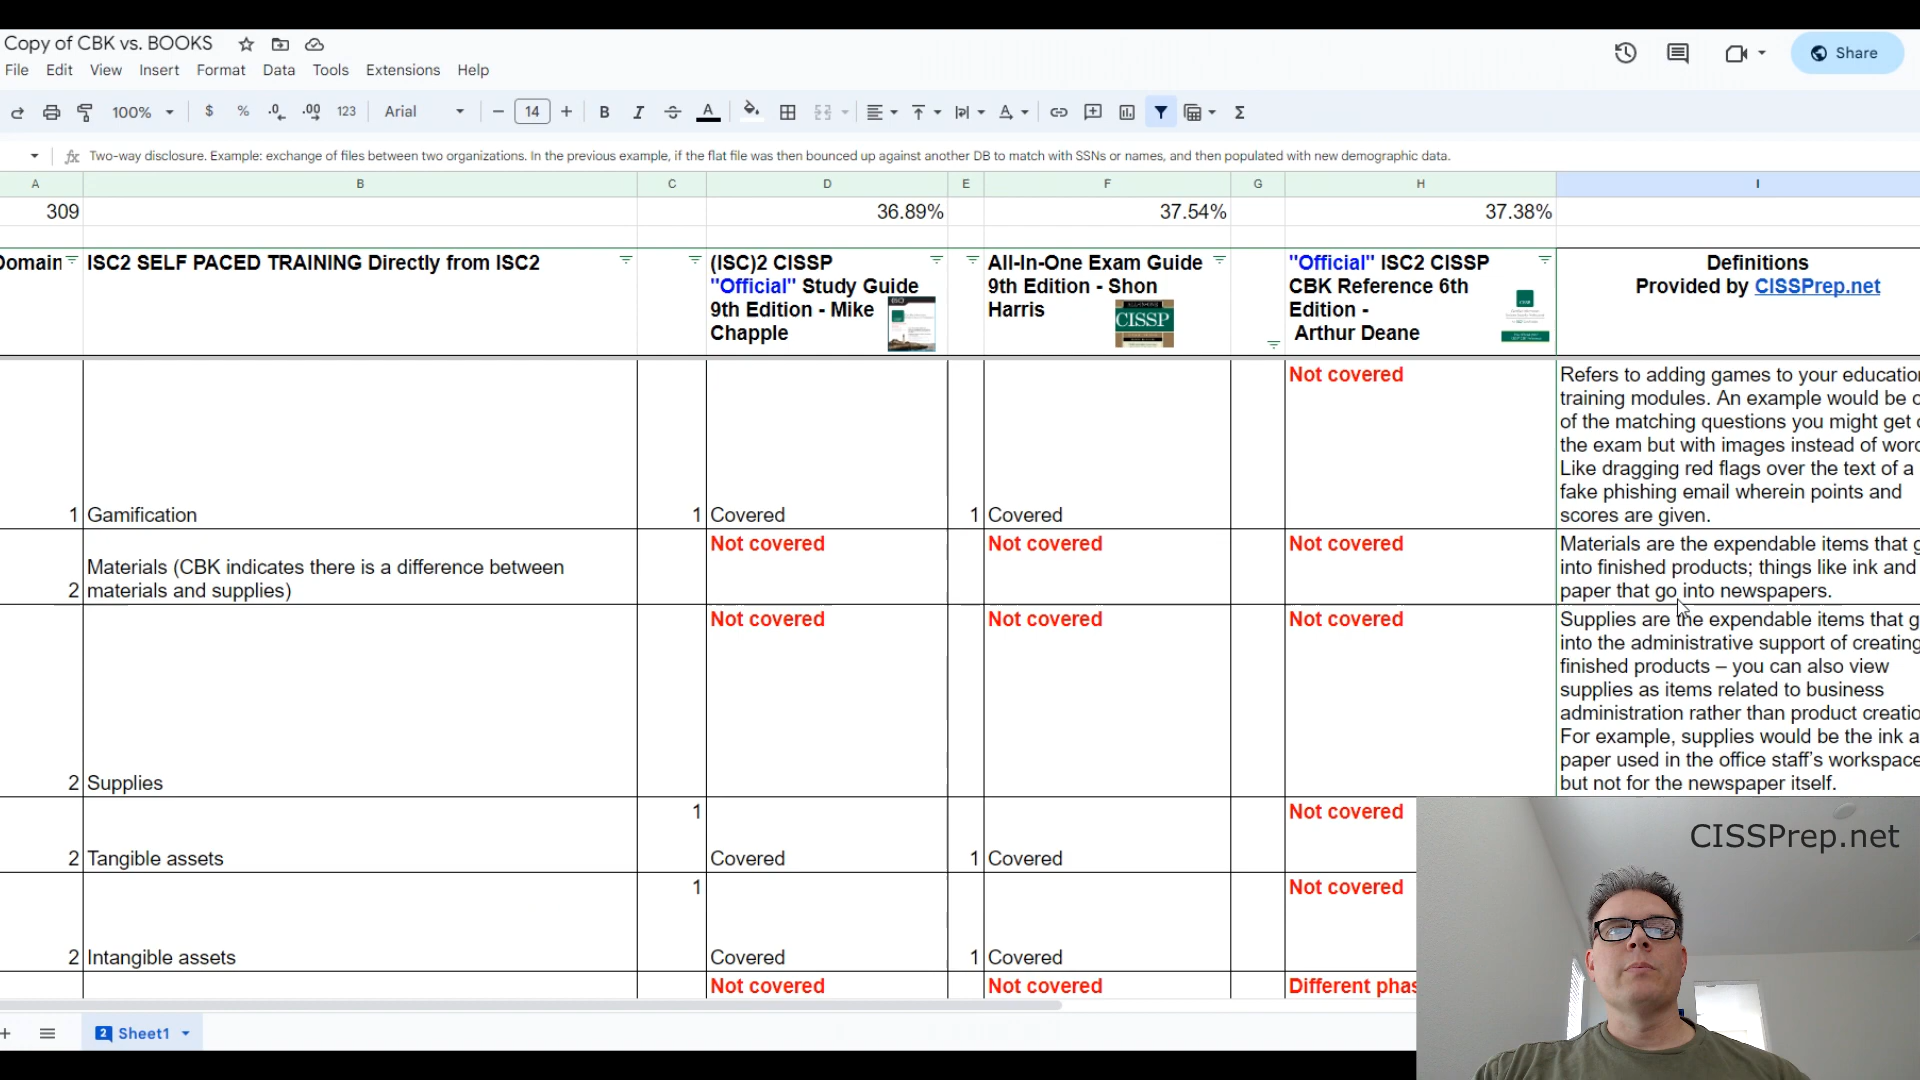 Copy of CBK vs. BOOKS
File Edit View Insert Format Data Tools Extensions Help
Share
100% $ % .0 .00 123 Arial 14 B I A Σ
fx Two-way disclosure. Example: exchange of files between two organizations. In the previous example, if the flat file was then bounced up against another DB to match with SSNs or names, and then populated with new demographic data.
A B C D E F G H I
309 36.89% 37.54% 37.38%
Domain
ISC2 SELF PACED TRAINING Directly from ISC2
(ISC)2 CISSP
"Official" Study Guide
9th Edition - Mike
Chapple
All-In-One Exam Guide
9th Edition - Shon
Harris
CISSP
"Official" ISC2 CISSP
CBK Reference 6th
Edition -
Arthur Deane
Definitions
Provided by CISSPrep.net
1 Gamification 1 Covered 1 Covered
Not covered
Refers to adding games to your educatio
training modules. An example would be o
of the matching questions you might get o
the exam but with images instead of word
Like dragging red flags over the text of a
fake phishing email wherein points and
scores are given.
2 Materials (CBK indicates there is a difference between
materials and supplies)
Not covered Not covered Not covered
Materials are the expendable items that g
into finished products; things like ink and
paper that go into newspapers.
2 Supplies
Not covered Not covered Not covered
Supplies are the expendable items that g
into the administrative support of creating
finished products – you can also view
supplies as items related to business
administration rather than product creatio
For example, supplies would be the ink a
paper used in the office staff's workspace
but not for the newspaper itself.
2 Tangible assets 1 Covered 1 Covered
Not covered
2 Intangible assets 1 Covered 1 Covered
Not covered
Not covered Not covered Different phas
CISSPrep.net
2 Sheet1